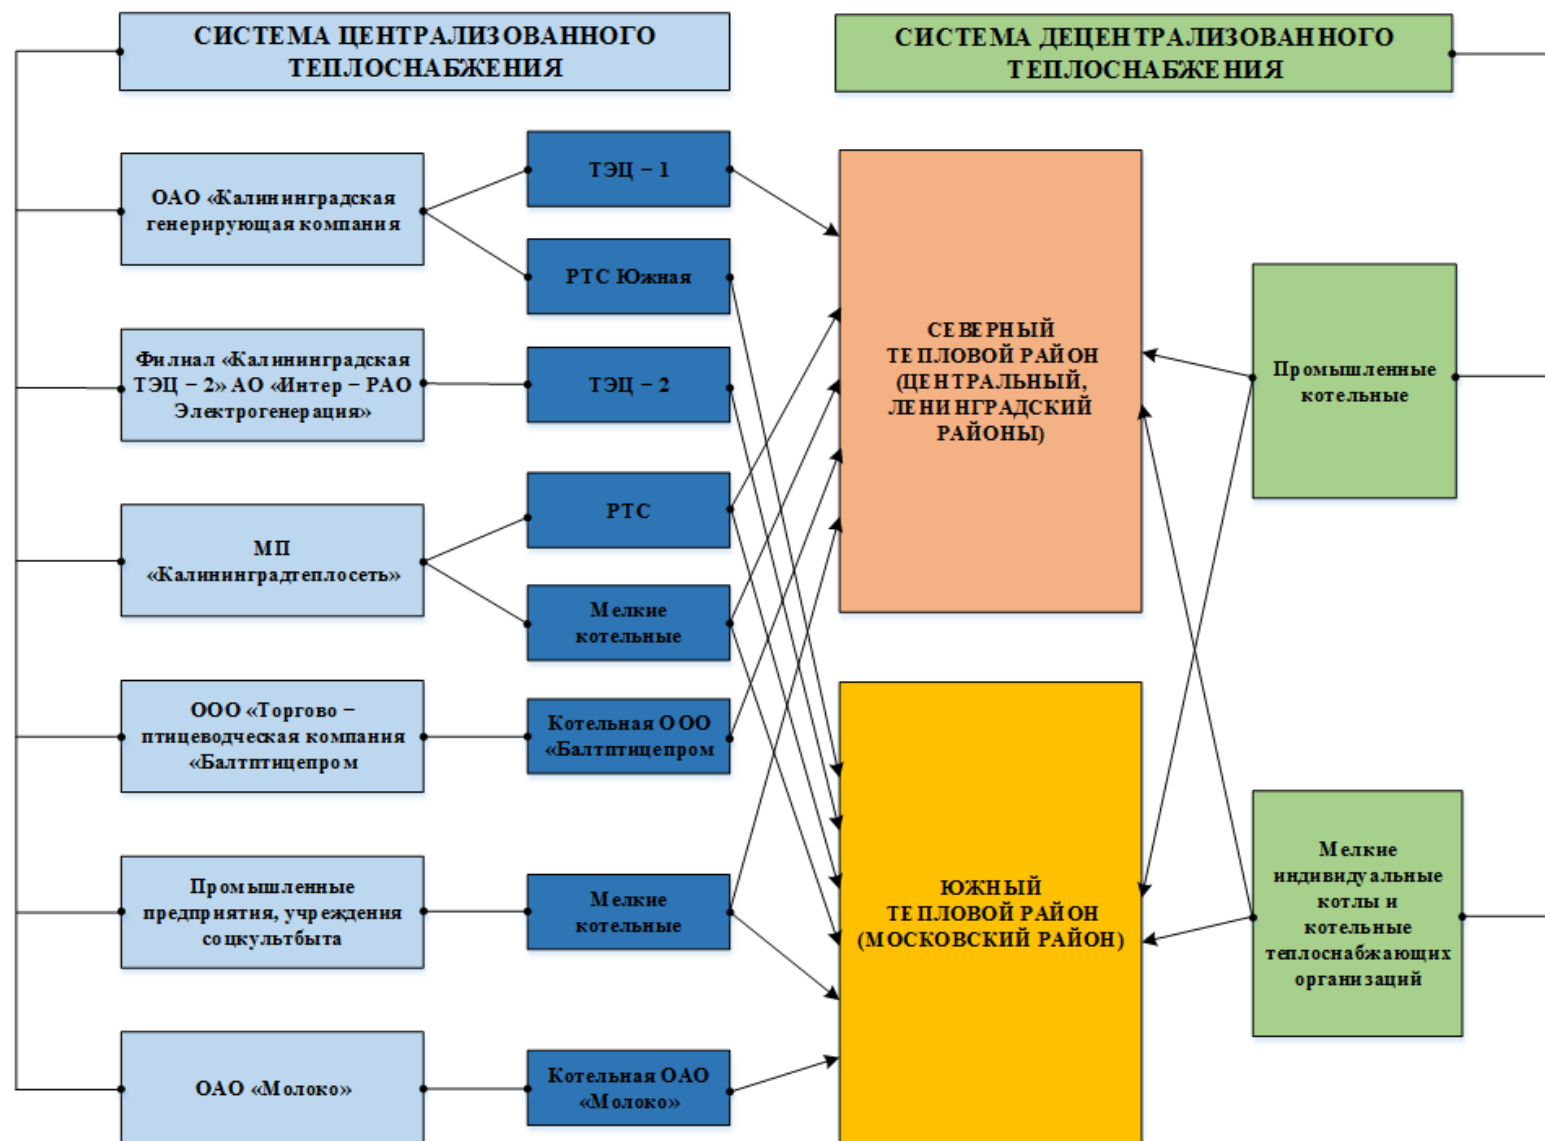 СИСТЕМА ЦЕНТРАЛИЗОВАННОГО
ТЕПЛОСНАБЖЕНИЯ
СИСТЕМА ДЕЦЕНТРАЛИЗОВАННОГО
ТЕПЛОСНАБЖЕНИЯ
ОАО «Калининградская
генерирующая компания
ТЭЦ – 1
РТС Южная
Филиал «Калининградская
ТЭЦ – 2» АО «Интер – РАО
Электрогенерация»
ТЭЦ – 2
МП
«Калининградтеплосеть»
РТС
Мелкие
котельные
ООО «Торгово –
птицеводческая компания
«Балтптицепром
Котельная ООО
«Балтптицепром
Промышленные
предприятия, учреждения
соцкультбыта
Мелкие
котельные
ОАО «Молоко»
Котельная ОАО
«Молоко»
СЕВЕРНЫЙ
ТЕПЛОВОЙ РАЙОН
(ЦЕНТРАЛЬНЫЙ,
ЛЕНИНГРАДСКИЙ
РАЙОНЫ)
ЮЖНЫЙ
ТЕПЛОВОЙ РАЙОН
(МОСКОВСКИЙ РАЙОН)
Промышленные
котельные
Мелкие
индивидуальные
котлы и
котельные
теплоснабжающих
организаций